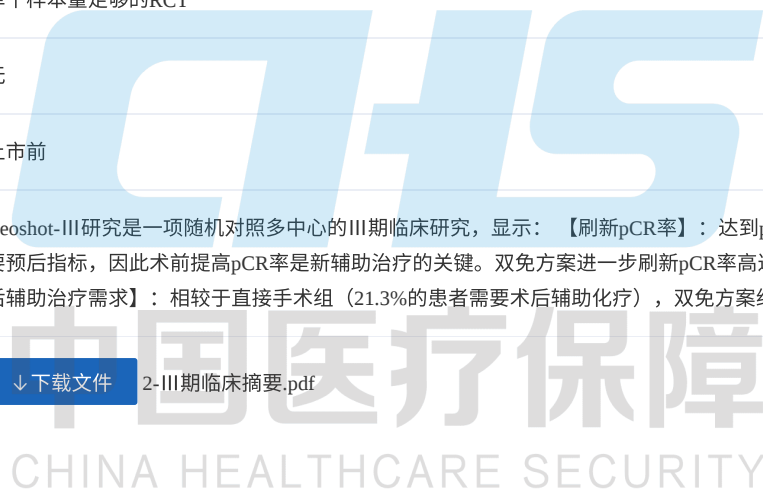 样本量足够的RCT
上市前
eoshot-Ⅲ研究是一项随机对照多中心的Ⅲ期临床研究，显示：【刷新pCR率】：达到p
要预后指标，因此术前提高pCR率是新辅助治疗的关键。双免方案进一步刷新pCR率高达
后辅助治疗需求】：相较于直接手术组（21.3%的患者需要术后辅助化疗），双免方案组
↓下载文件 2-Ⅲ期临床摘要.pdf
CHS
中国医疗保障
CHINA HEALTHCARE SECURITY